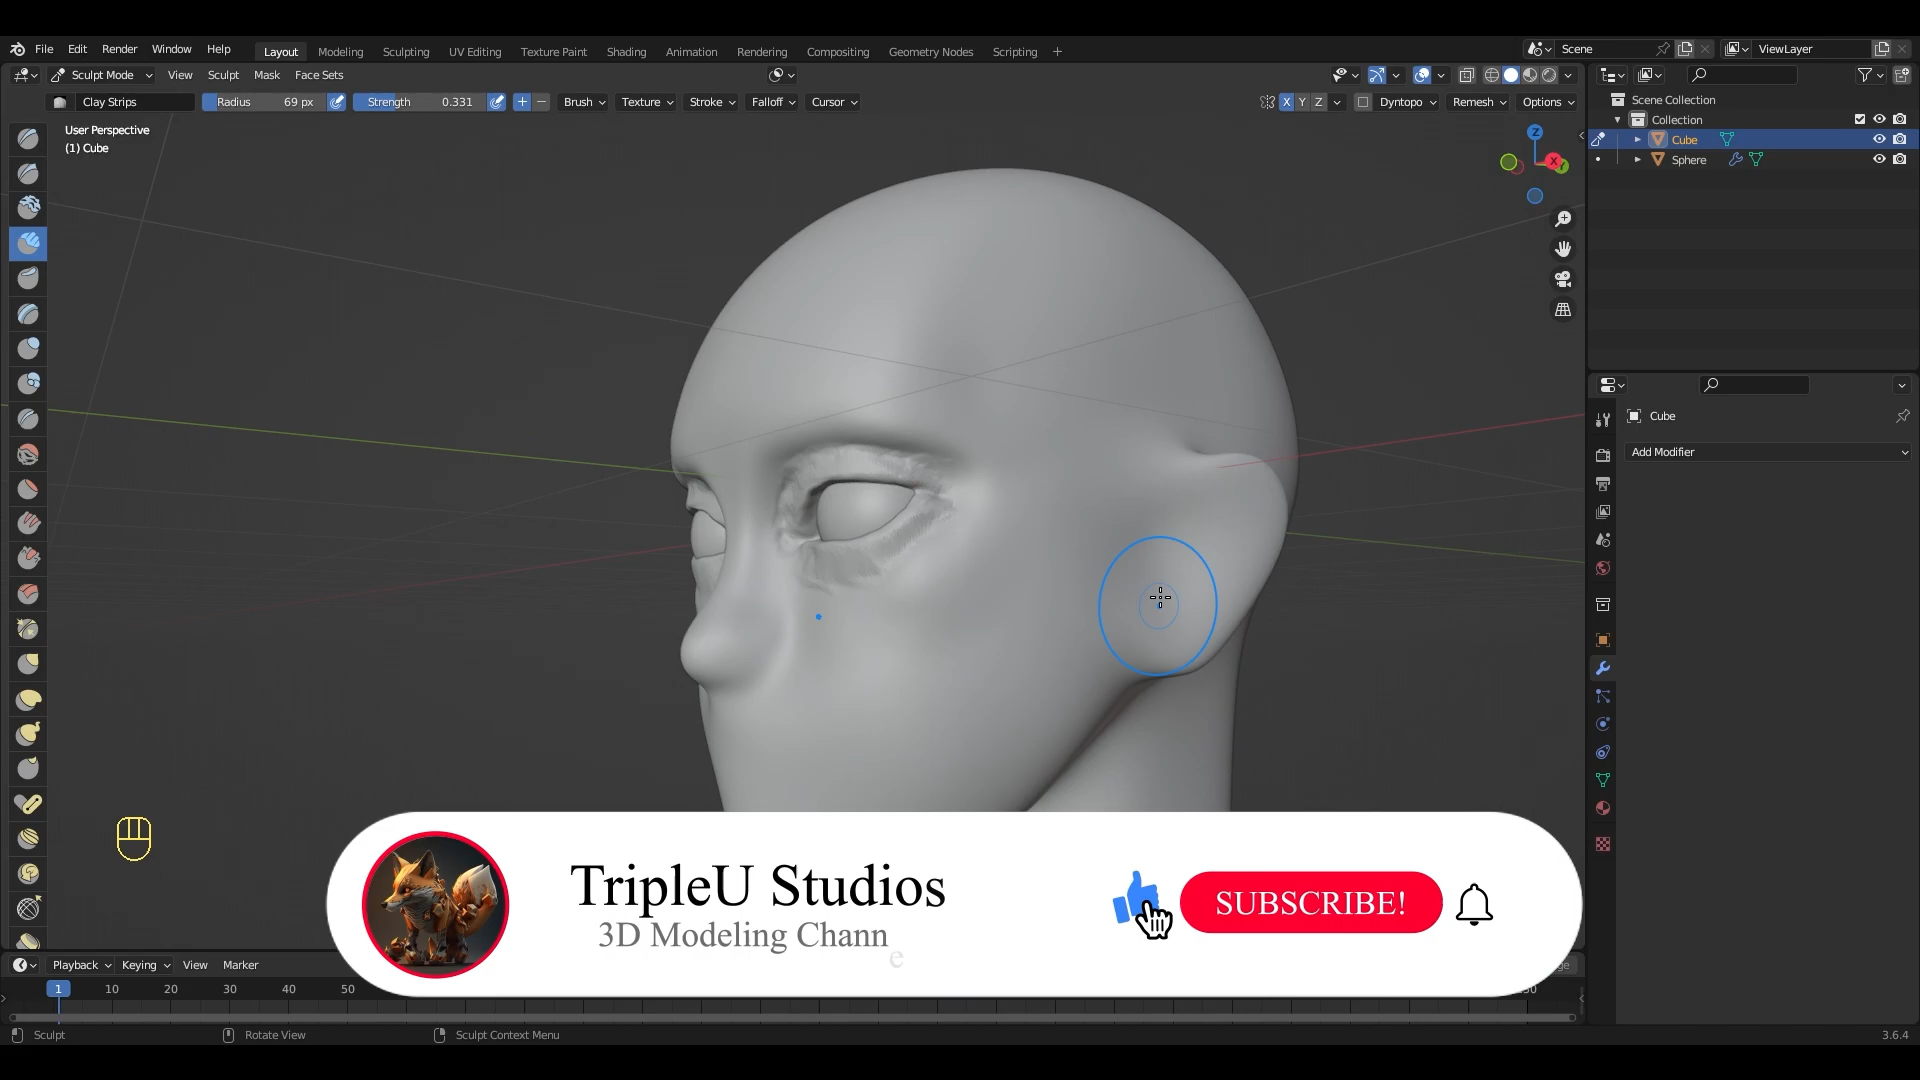 File Edit Render Window Help Layout Modeling Sculpting UV Editing Texture Paint Shading Animation Rendering Compositing Geometry Nodes Scripting + Scene ViewLayer
Sculpt Mode View Sculpt Mask Face Sets
Clay Strips Radius 69 px Strength 0.331 + − Brush Texture Stroke Falloff Cursor X Y Z Dyntopo Remesh Options
User Perspective
(1) Cube
Z
X
Y
Scene Collection
Collection
Cube
Sphere
Cube
Add Modifier
TripleU Studios
3D Modeling Channe
SUBSCRIBE!
Playback Keying View Marker
1 10 20 30 40 50
Sculpt Rotate View Sculpt Context Menu 3.6.4